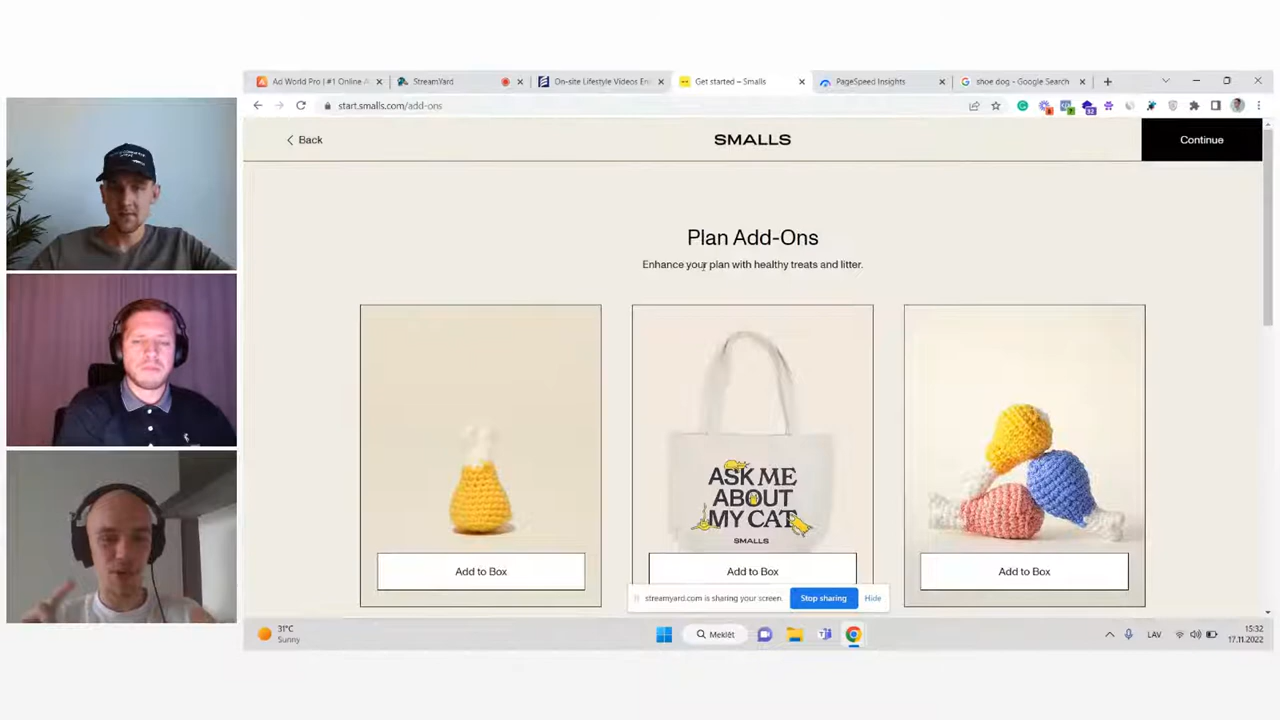 Ad World Pro | #1 Online A
StreamYard
On-site Lifestyle Videos En
Get started – Smalls
PageSpeed Insights
shoe dog - Google Search
start.smalls.com/add-ons
Back
SMALLS
Continue
Plan Add-Ons
Enhance your plan with healthy treats and litter.
ASK ME
ABOUT
MY CAT
SMALLS
Add to Box
Add to Box
Add to Box
streamyard.com is sharing your screen.
Stop sharing
Hide
31°C
Sunny
Meklēt
LAV
15:32
17.11.2022